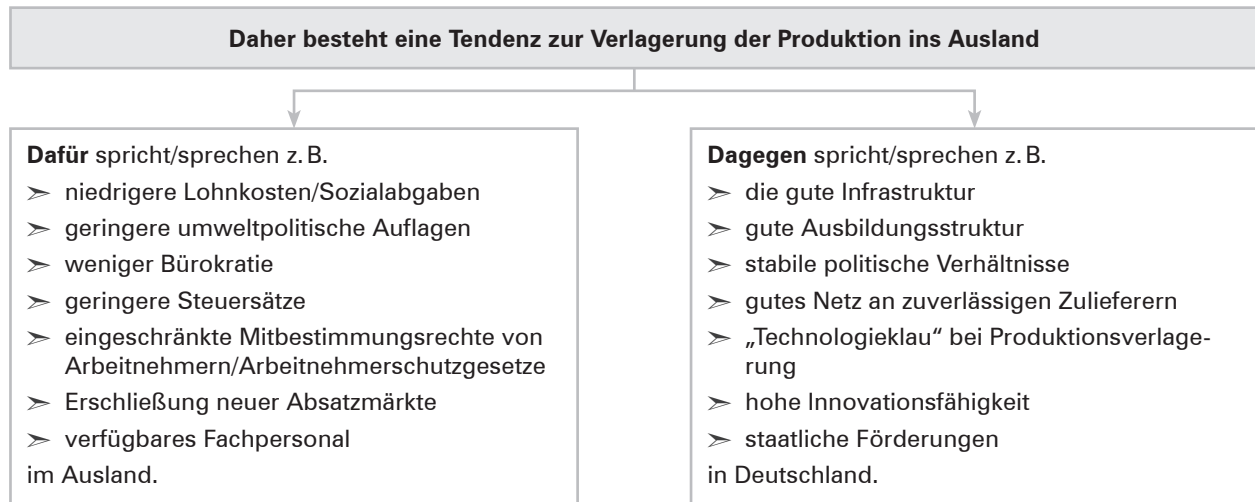 Daher besteht eine Tendenz zur Verlagerung der Produktion ins Ausland
Dafür spricht/sprechen z. B.
➣ niedrigere Lohnkosten/Sozialabgaben
➣ geringere umweltpolitische Auflagen
➣ weniger Bürokratie
➣ geringere Steuersätze
➣ eingeschränkte Mitbestimmungsrechte von
Arbeitnehmern/Arbeitnehmerschutzgesetze
➣ Erschließung neuer Absatzmärkte
➣ verfügbares Fachpersonal
im Ausland.
Dagegen spricht/sprechen z. B.
➣ die gute Infrastruktur
➣ gute Ausbildungsstruktur
➣ stabile politische Verhältnisse
➣ gutes Netz an zuverlässigen Zulieferern
➣ „Technologieklau“ bei Produktionsverlage-
rung
➣ hohe Innovationsfähigkeit
➣ staatliche Förderungen
in Deutschland.